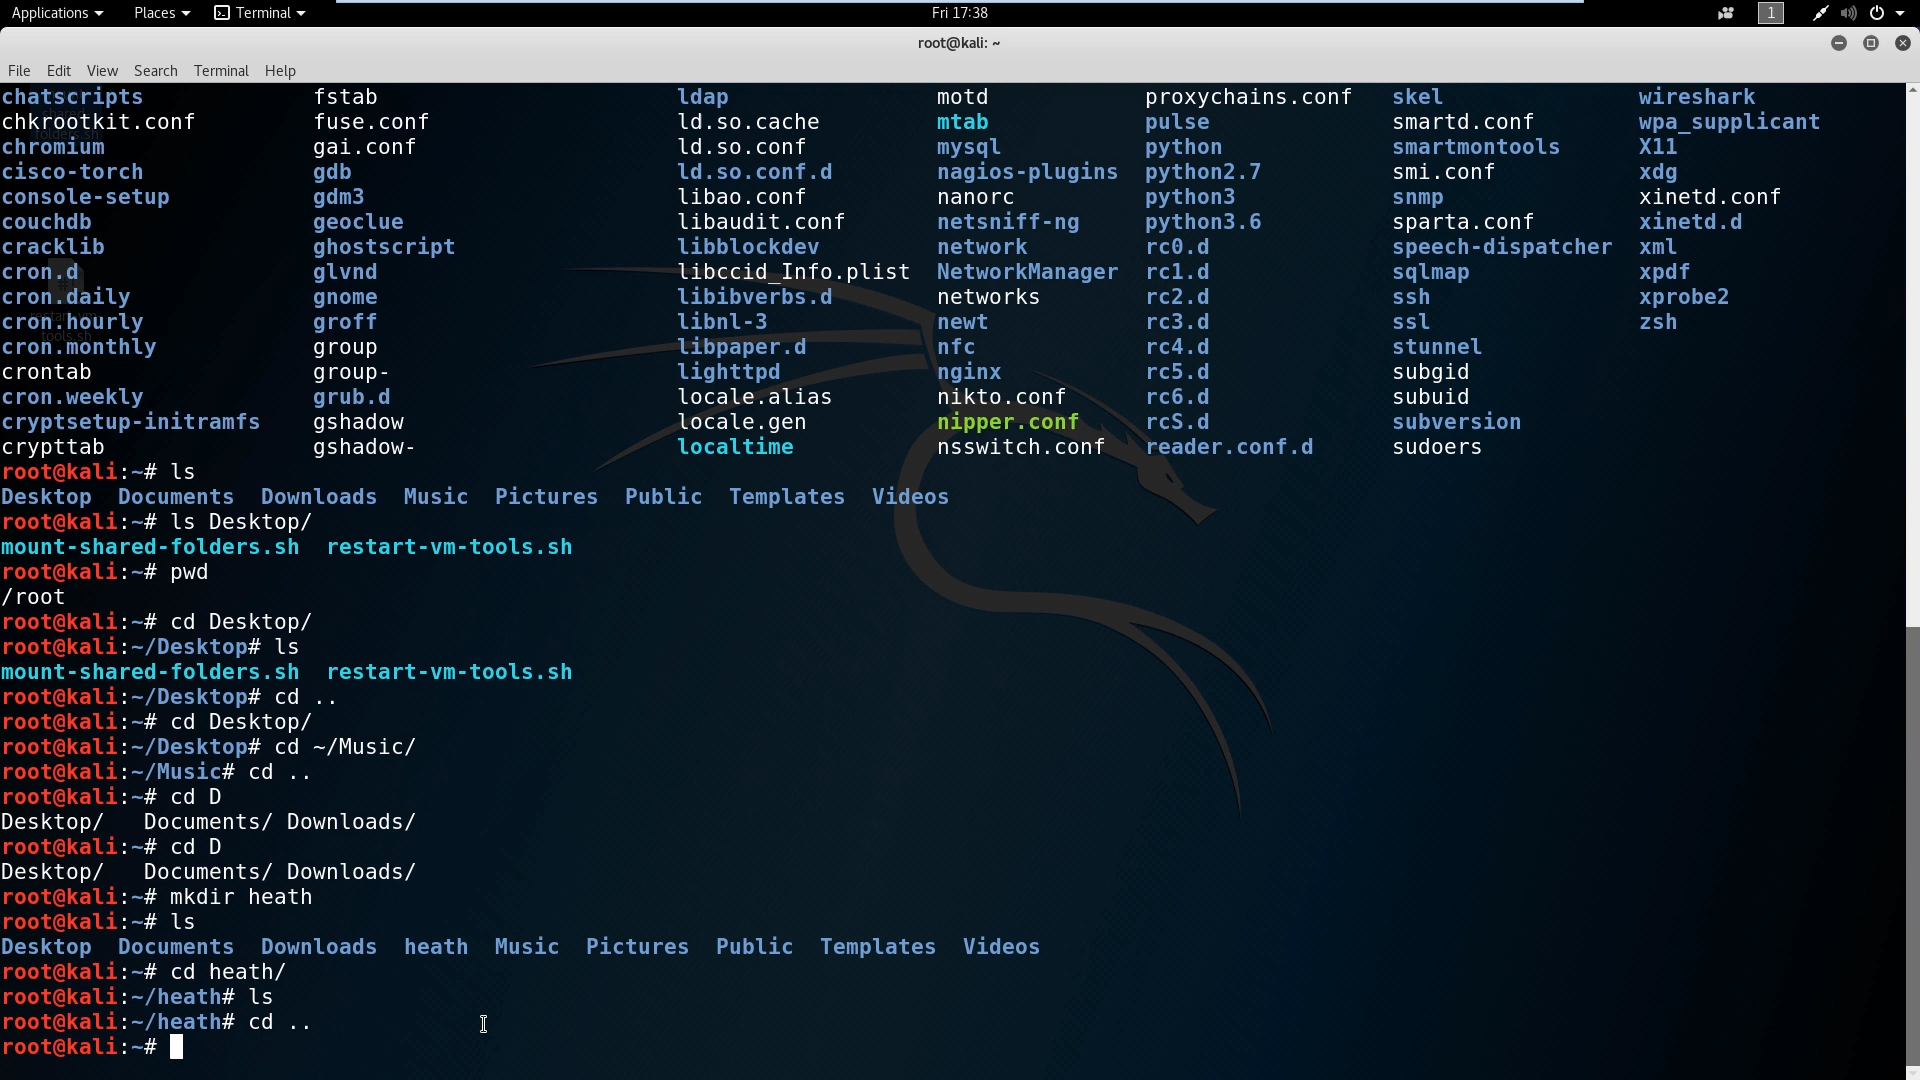 Applications Places Terminal Fri 17:38 1
root@kali: ~
File Edit View Search Terminal Help
chatscripts fstab ldap motd proxychains.conf skel wireshark
chkrootkit.conf fuse.conf ld.so.cache mtab pulse smartd.conf wpa_supplicant
chromium gai.conf ld.so.conf mysql python smartmontools X11
cisco-torch gdb ld.so.conf.d nagios-plugins python2.7 smi.conf xdg
console-setup gdm3 libao.conf nanorc python3 snmp xinetd.conf
couchdb geoclue libaudit.conf netsniff-ng python3.6 sparta.conf xinetd.d
cracklib ghostscript libblockdev network rc0.d speech-dispatcher xml
cron.d glvnd libccid_Info.plist NetworkManager rc1.d sqlmap xpdf
cron.daily gnome libibverbs.d networks rc2.d ssh xprobe2
cron.hourly groff libnl-3 newt rc3.d ssl zsh
cron.monthly group libpaper.d nfc rc4.d stunnel
crontab group- lighttpd nginx rc5.d subgid
cron.weekly grub.d locale.alias nikto.conf rc6.d subuid
cryptsetup-initramfs gshadow locale.gen nipper.conf rcS.d subversion
crypttab gshadow- localtime nsswitch.conf reader.conf.d sudoers
root@kali:~# ls
Desktop Documents Downloads Music Pictures Public Templates Videos
root@kali:~# ls Desktop/
mount-shared-folders.sh restart-vm-tools.sh
root@kali:~# pwd
/root
root@kali:~# cd Desktop/
root@kali:~/Desktop# ls
mount-shared-folders.sh restart-vm-tools.sh
root@kali:~/Desktop# cd ..
root@kali:~# cd Desktop/
root@kali:~/Desktop# cd ~/Music/
root@kali:~/Music# cd ..
root@kali:~# cd D
Desktop/ Documents/ Downloads/
root@kali:~# cd D
Desktop/ Documents/ Downloads/
root@kali:~# mkdir heath
root@kali:~# ls
Desktop Documents Downloads heath Music Pictures Public Templates Videos
root@kali:~# cd heath/
root@kali:~/heath# ls
root@kali:~/heath# cd ..
root@kali:~#